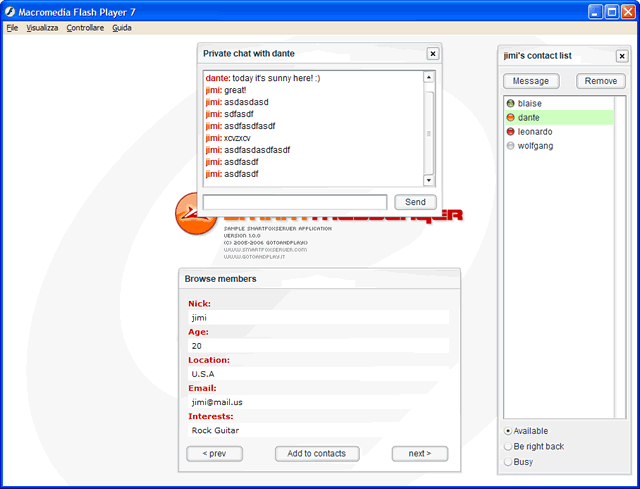 Macromedia Flash Player 7
File Visualizza Controllare Guida
Private chat with dante
dante: today it's sunny here! :)
jimi: great!
jimi: asdasdasd
jimi: sdfasdf
jimi: asdfasdfasdf
jimi: xcvzxcv
jimi: asdfasdasdfasdf
jimi: asdfasdf
jimi: asdfasdf
Send
SAMPLE SMARTFOXSERVER APPLICATION
VERSION 1.0.0
(C) 2005-2006 GOTOANDPLAY()
WWW.SMARTFOXSERVER.COM
WWW.GOTOANDPLAY.IT
Browse members
Nick:
jimi
Age:
20
Location:
U.S.A
Email:
jimi@mail.us
Interests:
Rock Guitar
< prev Add to contacts next >
jimi's contact list
Message Remove
blaise
dante
leonardo
wolfgang
Available
Be right back
Busy